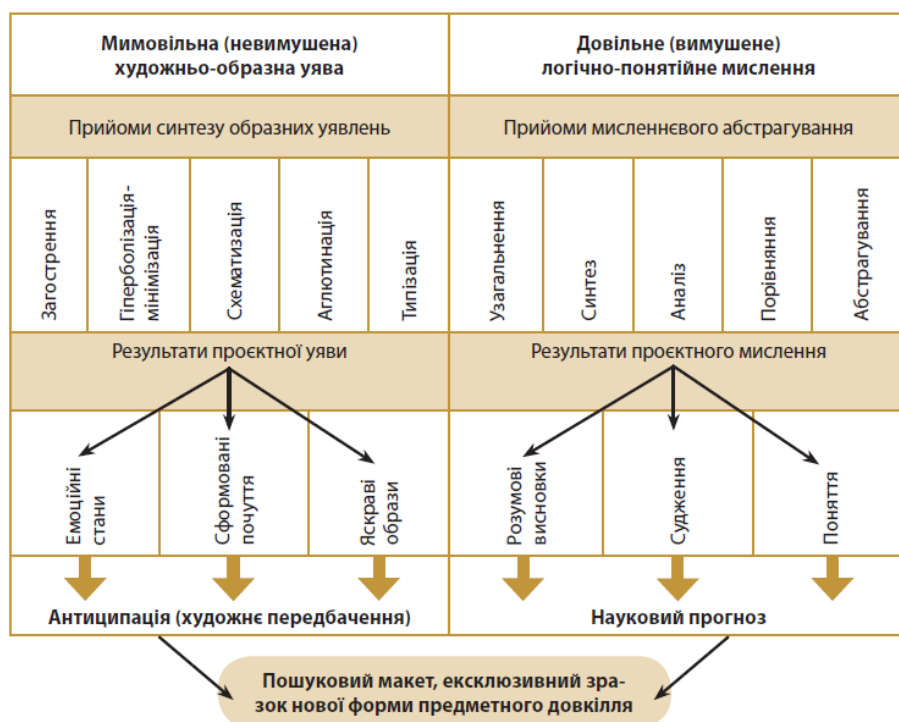 Мимовільна (невимушена)
художньо-образна уява
Довільне (вимушене)
логічно-понятійне мислення
Прийоми синтезу образних уявлень
Прийоми мисленнєвого абстрагування
Загострення
Гіперболізація-
мінімізація
Схематизація
Аглютинація
Типізація
Узагальнення
Синтез
Аналіз
Порівняння
Абстрагування
Результати проєктної уяви
Результати проєктного мислення
Емоційні
стани
Сформовані
почуття
Яскраві
образи
Розумові
висновки
Судження
Поняття
Антиципація (художнє передбачення)
Науковий прогноз
Пошуковий макет, ексклюзивний зра-
зок нової форми предметного довкілля